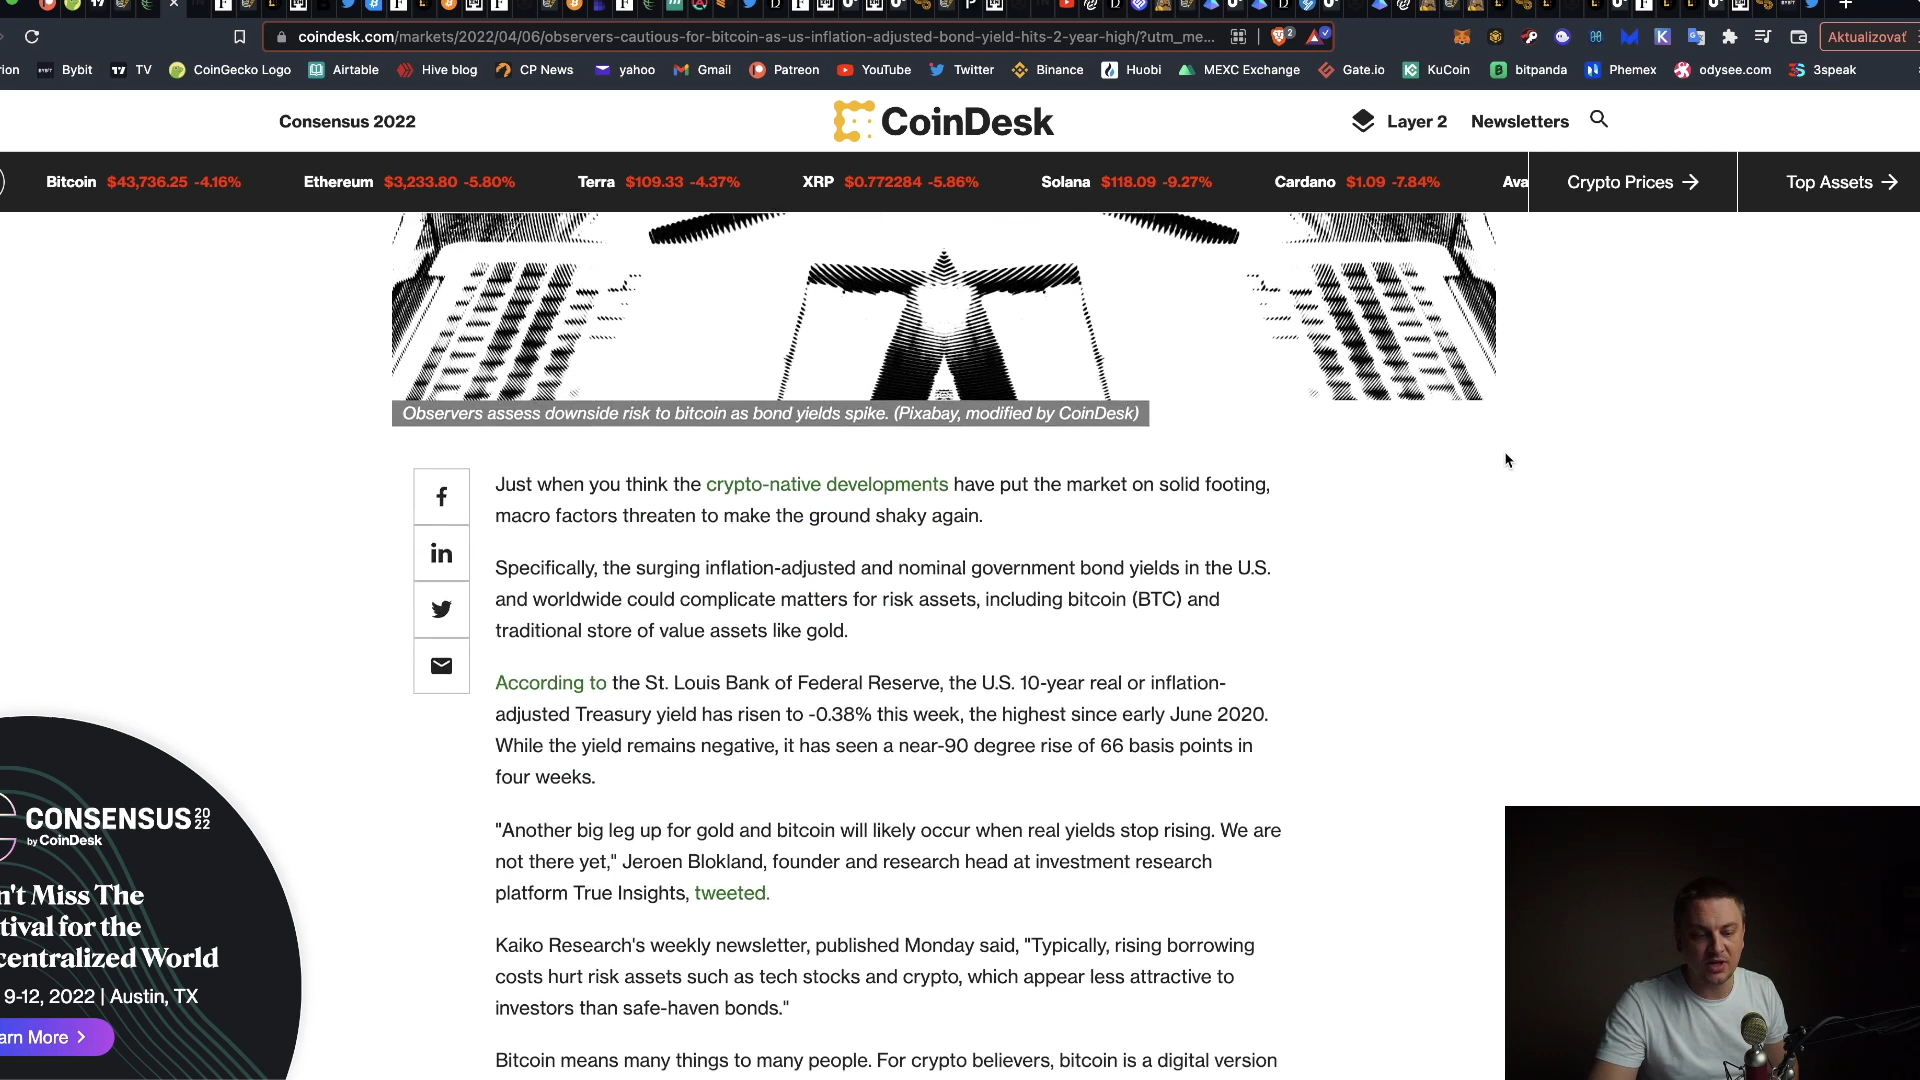 coindesk.com/markets/2022/04/06/observers-cautious-for-bitcoin-as-us-inflation-adjusted-bond-yield-hits-2-year-high/?utm_me...
2
Aktualizovať
rion Bybit TV CoinGecko Logo Airtable Hive blog CP News yahoo Gmail Patreon YouTube Twitter Binance Huobi MEXC Exchange Gate.io KuCoin bitpanda Phemex odysee.com 3speak
Consensus 2022
CoinDesk
Layer 2 Newsletters
Bitcoin $43,736.25 -4.16% Ethereum $3,233.80 -5.80% Terra $109.33 -4.37% XRP $0.772284 -5.86% Solana $118.09 -9.27% Cardano $1.09 -7.84% Ava Crypto Prices Top Assets
Observers assess downside risk to bitcoin as bond yields spike. (Pixabay, modified by CoinDesk)
Just when you think the crypto-native developments have put the market on solid footing,
macro factors threaten to make the ground shaky again.
Specifically, the surging inflation-adjusted and nominal government bond yields in the U.S.
and worldwide could complicate matters for risk assets, including bitcoin (BTC) and
traditional store of value assets like gold.
According to the St. Louis Bank of Federal Reserve, the U.S. 10-year real or inflation-
adjusted Treasury yield has risen to -0.38% this week, the highest since early June 2020.
While the yield remains negative, it has seen a near-90 degree rise of 66 basis points in
four weeks.
"Another big leg up for gold and bitcoin will likely occur when real yields stop rising. We are
not there yet," Jeroen Blokland, founder and research head at investment research
platform True Insights, tweeted.
Kaiko Research's weekly newsletter, published Monday said, "Typically, rising borrowing
costs hurt risk assets such as tech stocks and crypto, which appear less attractive to
investors than safe-haven bonds."
Bitcoin means many things to many people. For crypto believers, bitcoin is a digital version
CONSENSUS 2022
by CoinDesk
n't Miss The
tival for the
centralized World
9-12, 2022 | Austin, TX
arn More